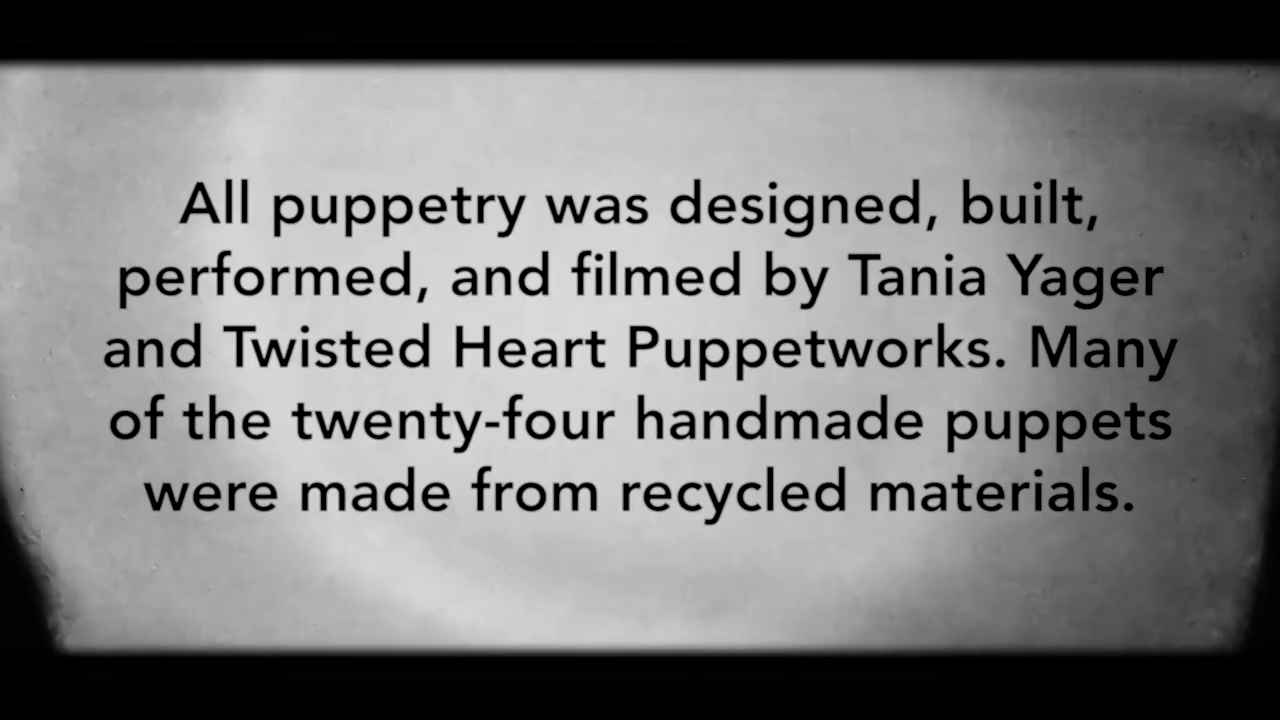 All puppetry was designed, built,
performed, and filmed by Tania Yager
and Twisted Heart Puppetworks. Many
of the twenty-four handmade puppets
were made from recycled materials.